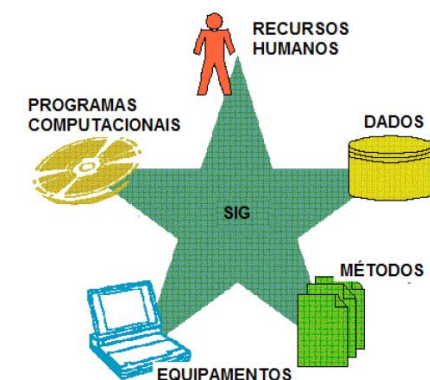 RECURSOS
HUMANOS
PROGRAMAS
COMPUTACIONAIS
DADOS
SIG
MÉTODOS
EQUIPAMENTOS